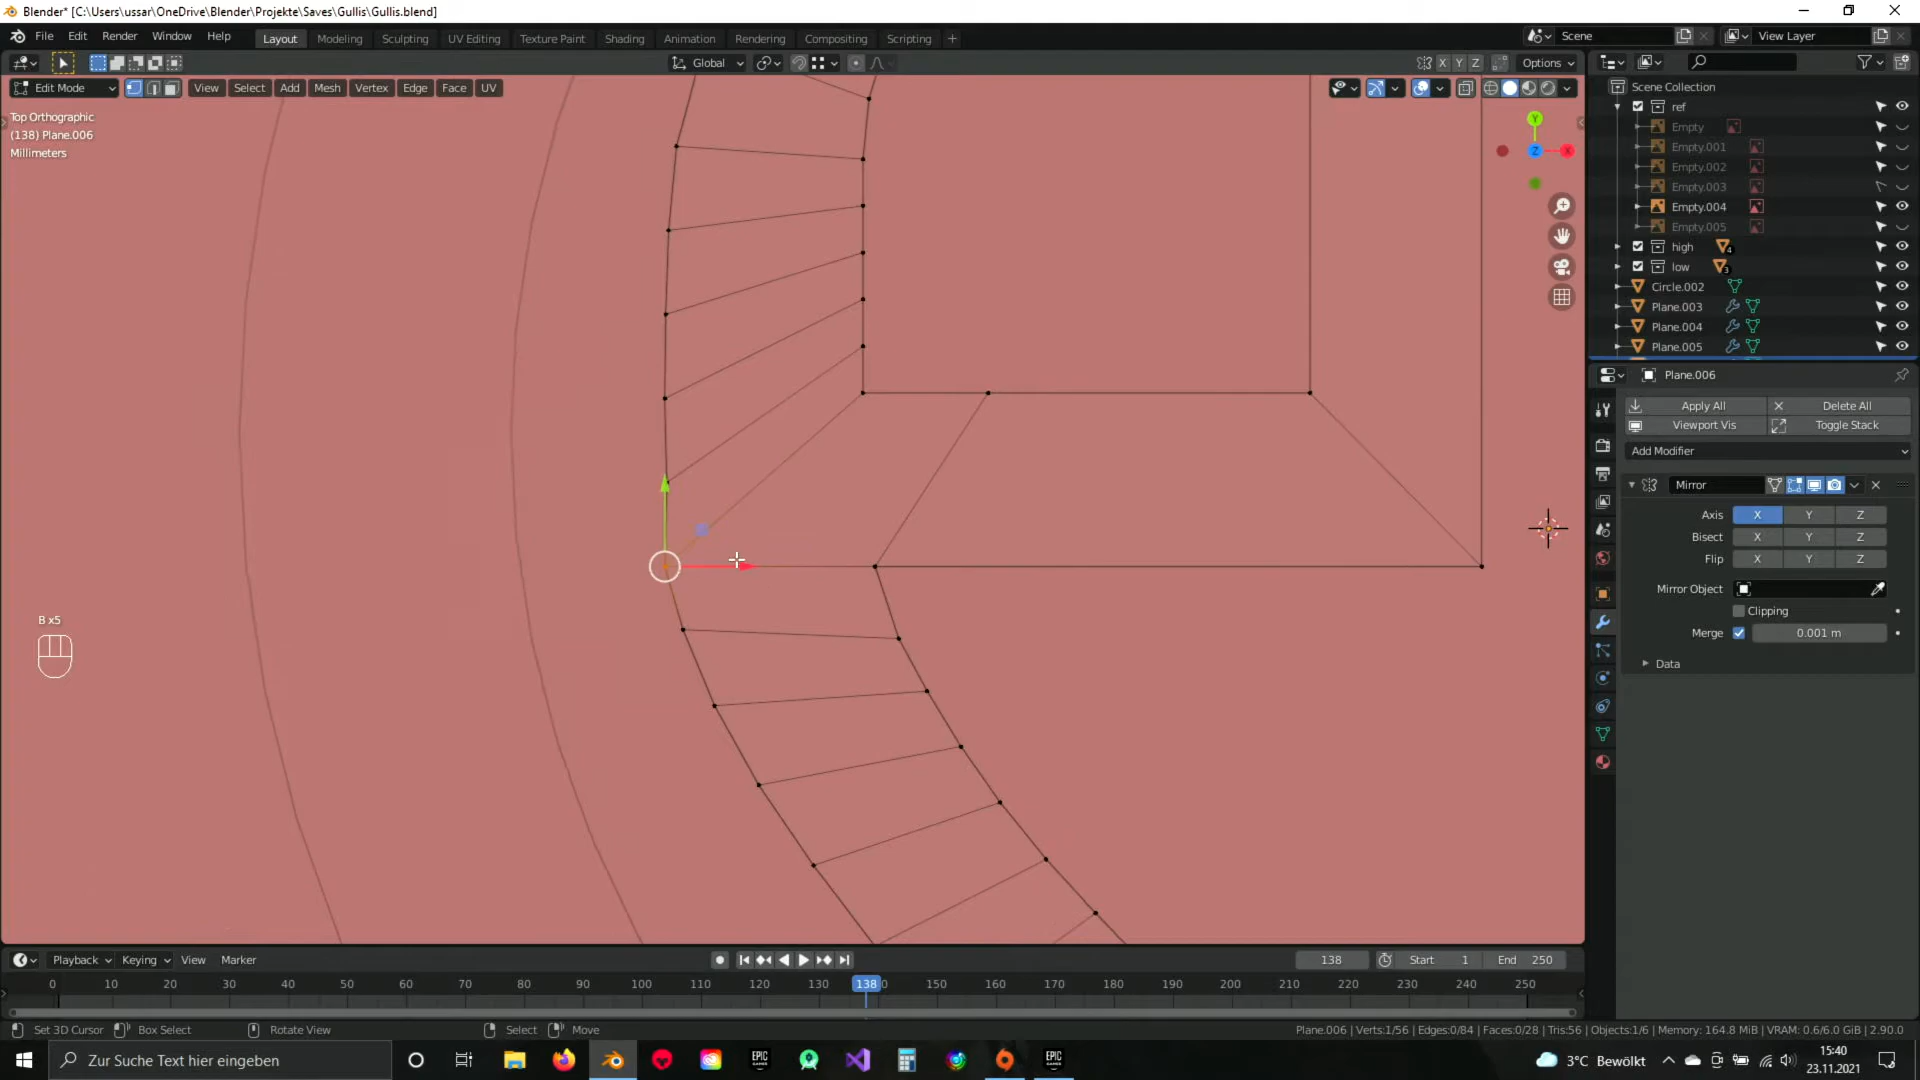 Blender* [C:\Users\ussar\OneDrive\Blender\Projekte\Saves\Gullis\Gullis.blend]
File Edit Render Window Help Layout Modeling Sculpting UV Editing Texture Paint Shading Animation Rendering Compositing Scripting + Scene View Layer
Global X Y Z Options
Edit Mode View Select Add Mesh Vertex Edge Face UV
Top Orthographic
(138) Plane.006
Millimeters
Y
Z
X
B x5
Scene Collection
ref
Empty
Empty.001
Empty.002
Empty.003
Empty.004
Empty.005
high 4
low 3
Circle.002
Plane.003
Plane.004
Plane.005
Plane.006
Apply All Delete All
Viewport Vis Toggle Stack
Add Modifier
Mirror
Axis X Y Z
Bisect X Y Z
Flip X Y Z
Mirror Object
Clipping
Merge 0.001 m
Data
Playback Keying View Marker 138 Start 1 End 250
0 10 20 30 40 50 60 70 80 90 100 110 120 130 138 0 150 160 170 180 190 200 210 220 230 240 250
Set 3D Cursor Box Select Rotate View Select Move Plane.006 | Verts:1/56 | Edges:0/84 | Faces:0/28 | Tris:56 | Objects:1/6 | Memory: 164.8 MiB | VRAM: 0.6/6.0 GiB | 2.90.0
Zur Suche Text hier eingeben EPIC GAMES EPIC GAMES 3°C Bewölkt 15:40
23.11.2021